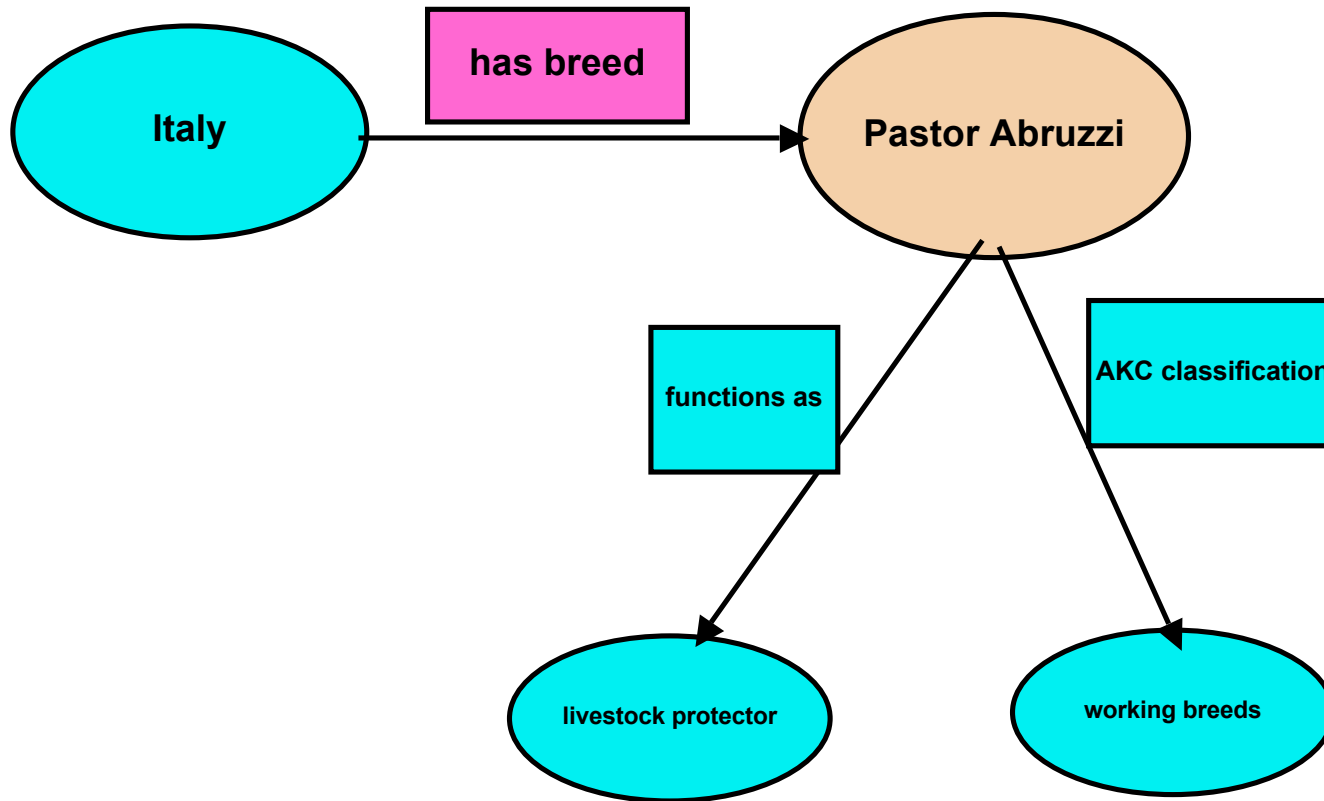 has breed
Italy
Pastor Abruzzi
functions as
AKC classification
livestock protector
working breeds